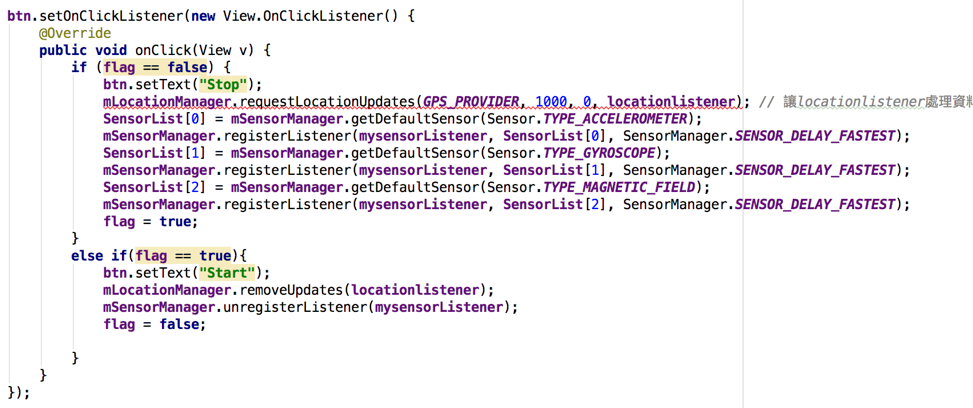 btn.setOnClickListener(new View.OnClickListener() {
@Override
public void onClick(View v) {
if (flag == false) {
btn.setText("Stop");
mLocationManager.requestLocationUpdates(GPS_PROVIDER, 1000, 0, locationlistener); // 讓locationlistener處理資料
SensorList[0] = mSensorManager.getDefaultSensor(Sensor.TYPE_ACCELEROMETER);
mSensorManager.registerListener(mysensorListener, SensorList[0], SensorManager.SENSOR_DELAY_FASTEST);
SensorList[1] = mSensorManager.getDefaultSensor(Sensor.TYPE_GYROSCOPE);
mSensorManager.registerListener(mysensorListener, SensorList[1], SensorManager.SENSOR_DELAY_FASTEST);
SensorList[2] = mSensorManager.getDefaultSensor(Sensor.TYPE_MAGNETIC_FIELD);
mSensorManager.registerListener(mysensorListener, SensorList[2], SensorManager.SENSOR_DELAY_FASTEST);
flag = true;
}
else if(flag == true){
btn.setText("Start");
mLocationManager.removeUpdates(locationlistener);
mSensorManager.unregisterListener(mysensorListener);
flag = false;
}
}
});